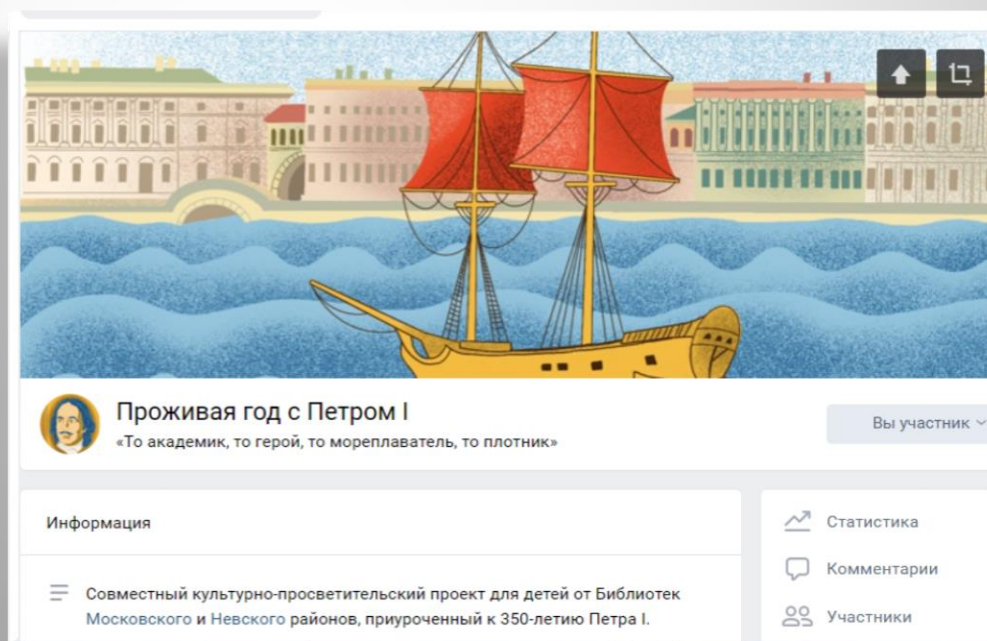 Проживая год с Петром I
«То академик, то герой, то мореплаватель, то плотник»
Вы участник
Информация
Совместный культурно-просветительский проект для детей от Библиотек
Московского и Невского районов, приуроченный к 350-летию Петра I.
Статистика
Комментарии
Участники